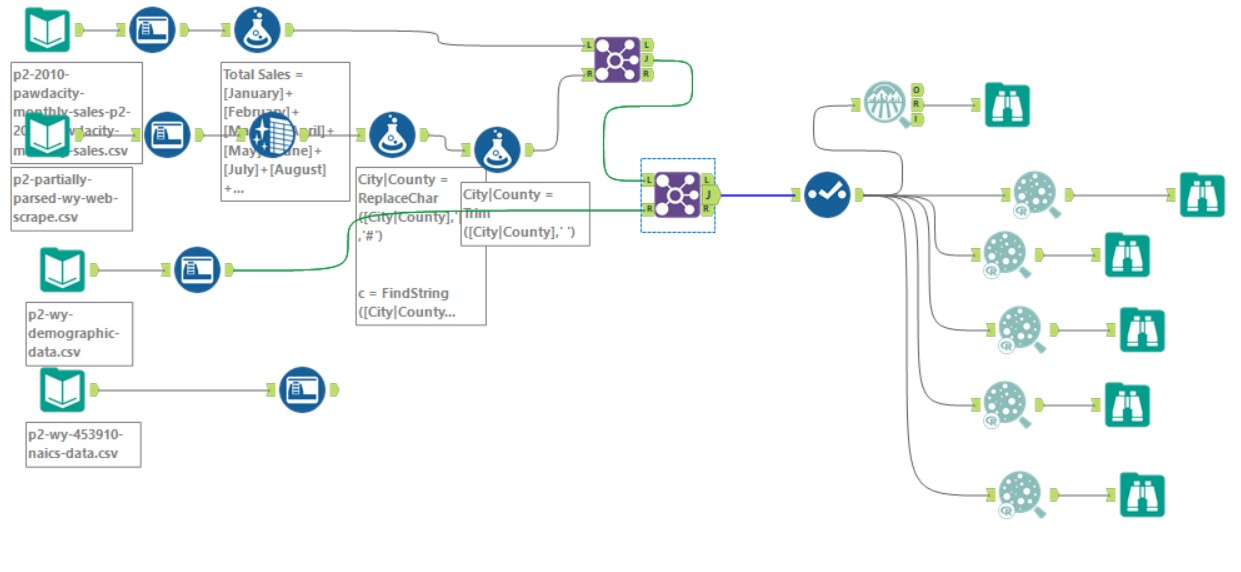 p2-2010-
pawdacity-
monthly-sales-p2-
pawdacity-
sales.csv
Total Sales =
[January]+
[February]+
[May]
[July]+[August]
+...
p2-partially-
parsed-wy-web-
scrape.csv
City|County =
ReplaceChar
([City|County],'
,'#')
c = FindString
([City|County...
City|County =
Trim
([City|County],' ')
p2-wy-
demographic-
data.csv
p2-wy-453910-
naics-data.csv
L
R
L
J
R
L
R
L
J
R
O
R
I
R
R
R
R
R